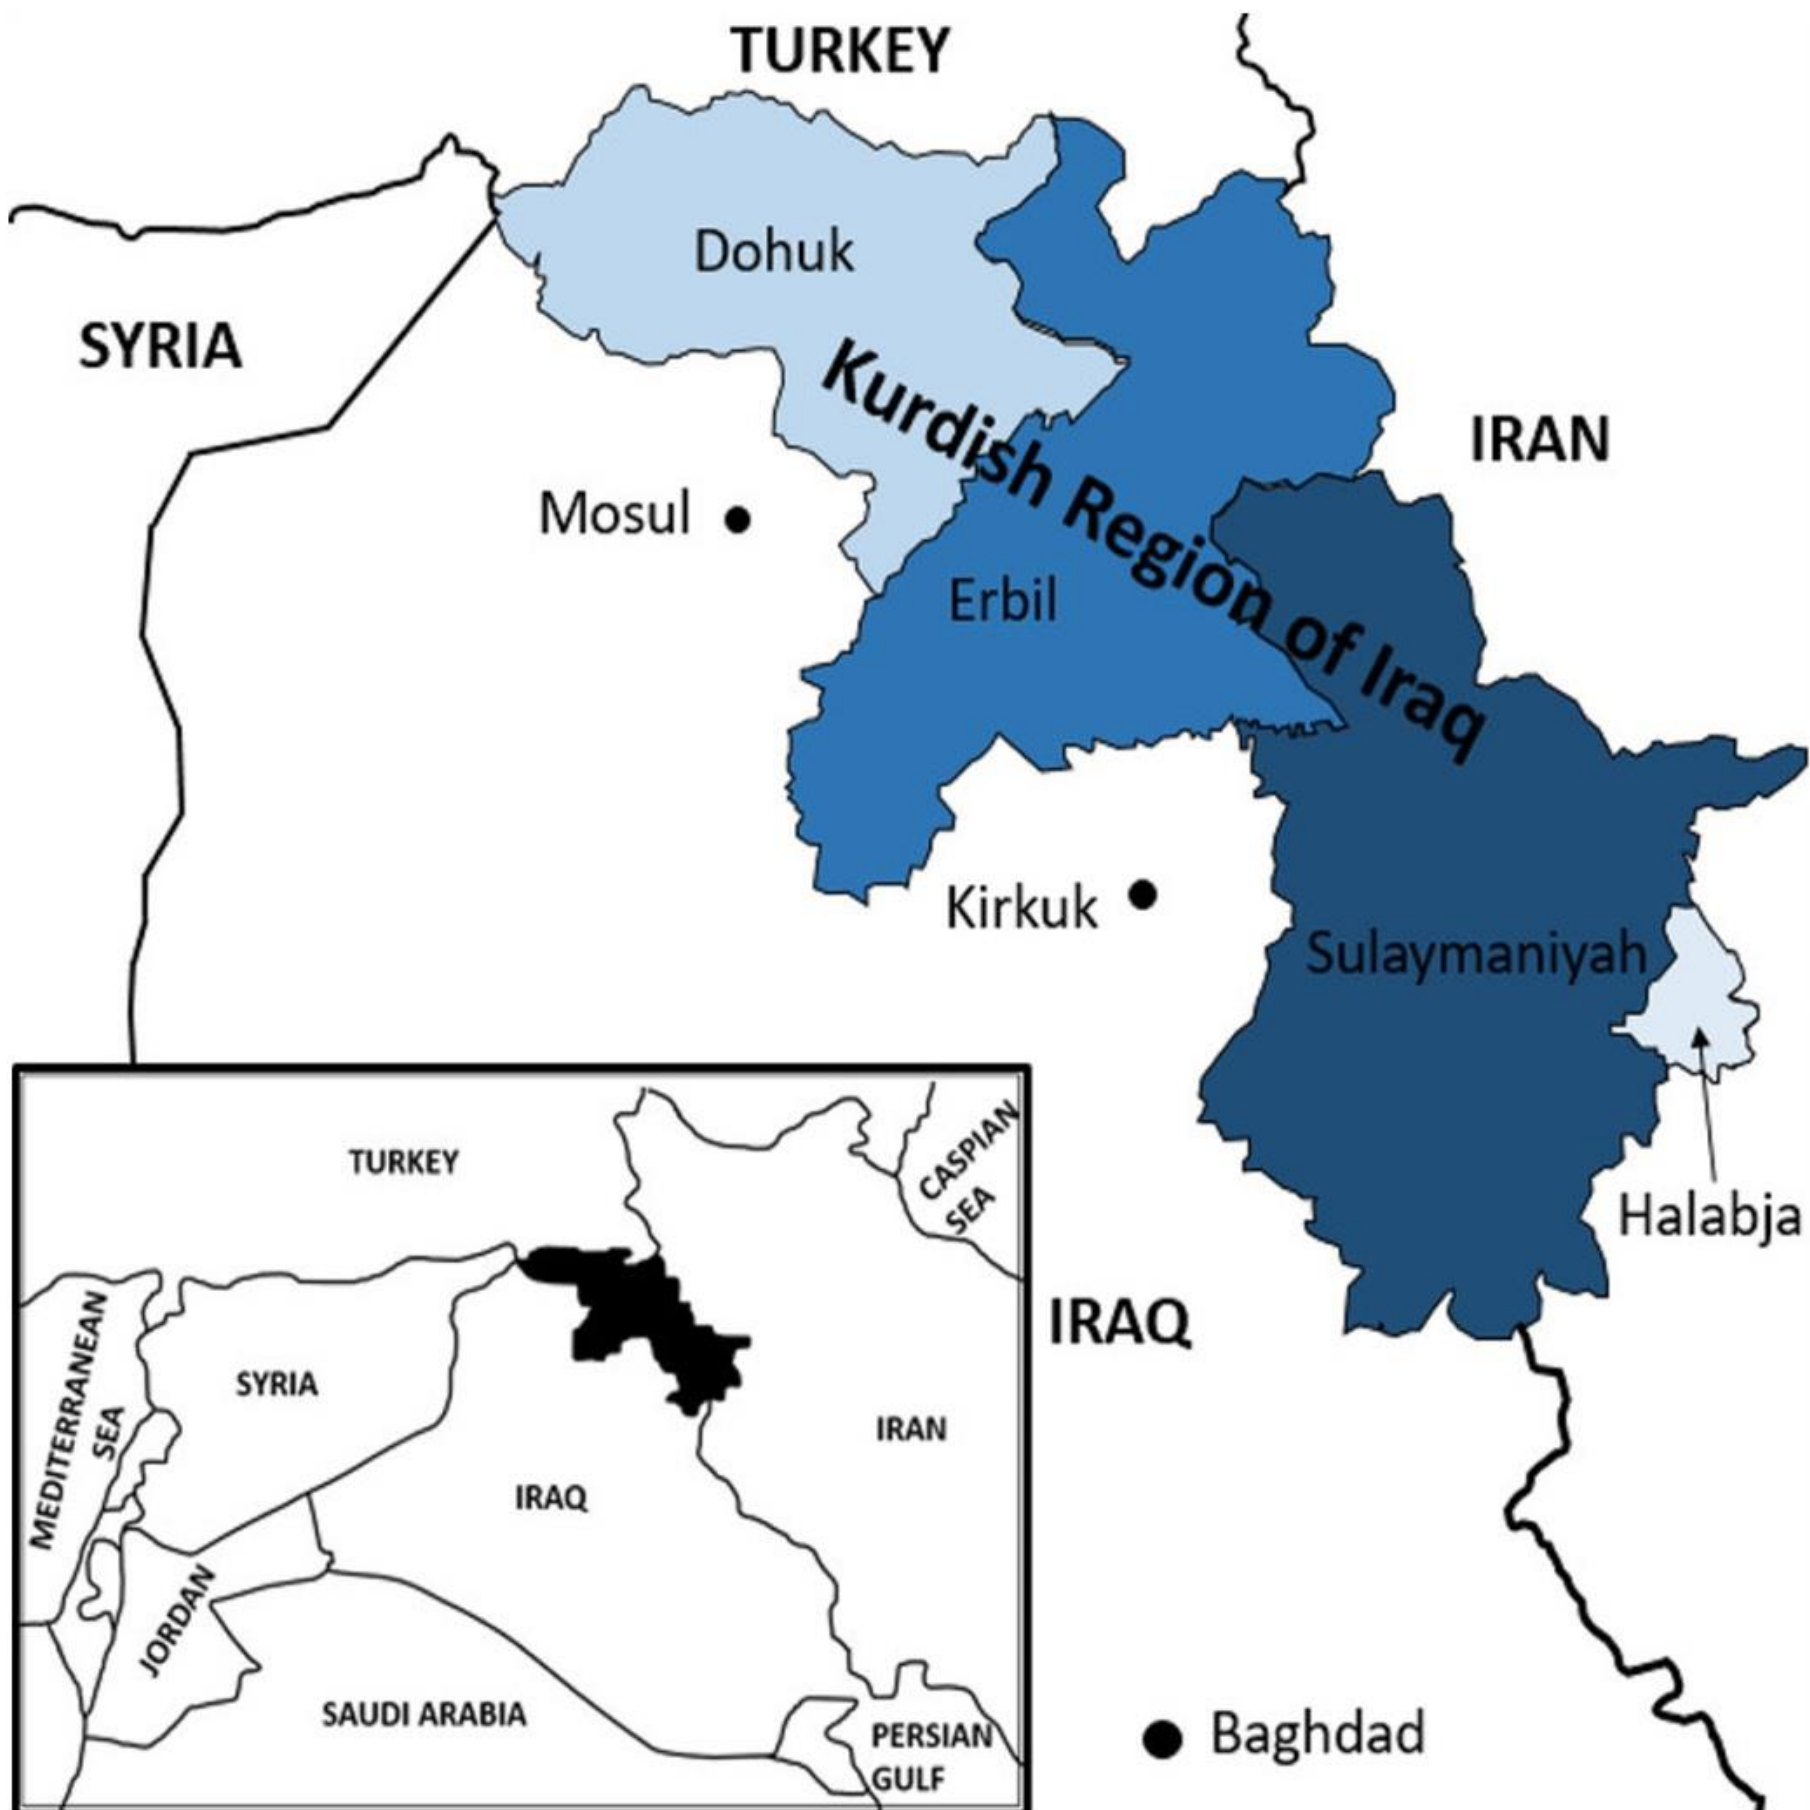 TURKEY
Dohuk
SYRIA
Kurdish Region of Iraq
IRAN
Mosul
Erbil
Kirkuk
Sulaymaniyah
Halabja
IRAQ
Baghdad
TURKEY
CASPIAN
SEA
MEDITERRANEAN
SEA
SYRIA
IRAN
IRAQ
JORDAN
SAUDI ARABIA
PERSIAN
GULF